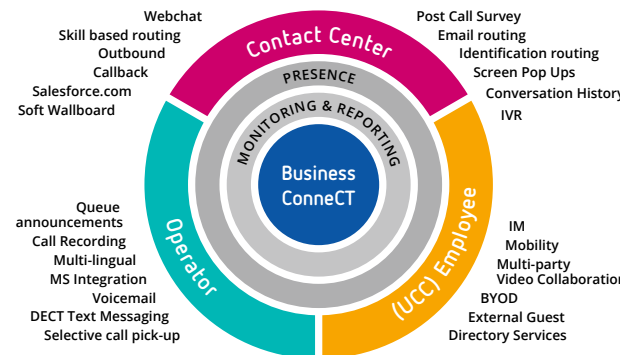 Webchat
Skill based routing
Outbound
Callback
Salesforce.com
Soft Wallboard
Contact Center
Post Call Survey
Email routing
Identification routing
Screen Pop Ups
Conversation History
IVR
PRESENCE
MONITORING & REPORTING
Business
ConneCT
Operator
(UCC) Employee
Queue
announcements
Call Recording
Multi-lingual
MS Integration
Voicemail
DECT Text Messaging
Selective call pick-up
IM
Mobility
Multi-party
Video Collaboration
BYOD
External Guest
Directory Services